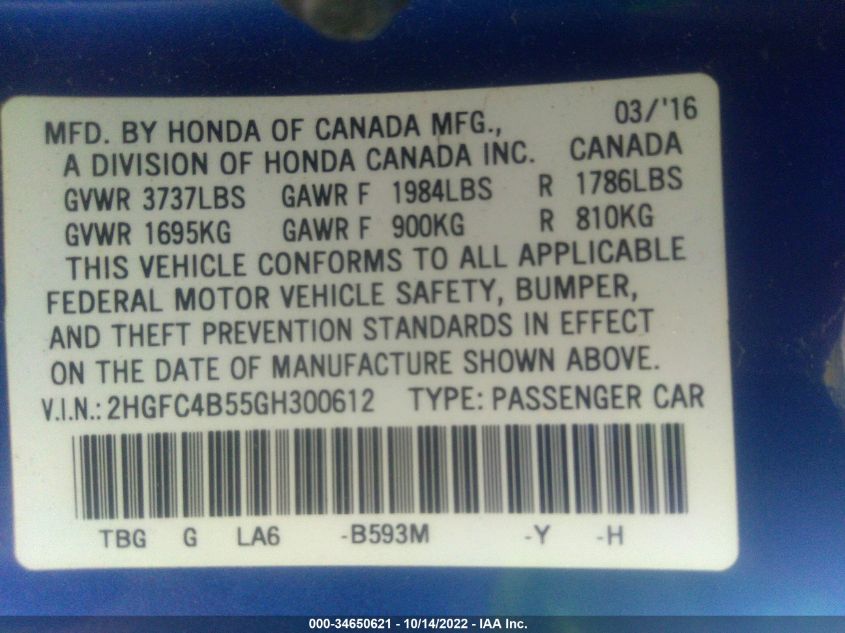 MFD. BY HONDA OF CANADA MFG., 03/'16
A DIVISION OF HONDA CANADA INC. CANADA
GVWR 3737LBS GAWR F 1984LBS R 1786LBS
GVWR 1695KG GAWR F 900KG R 810KG
THIS VEHICLE CONFORMS TO ALL APPLICABLE
FEDERAL MOTOR VEHICLE SAFETY, BUMPER,
AND THEFT PREVENTION STANDARDS IN EFFECT
ON THE DATE OF MANUFACTURE SHOWN ABOVE.
V.I.N.: 2HGFC4B55GH300612 TYPE: PASSENGER CAR
TBG G LA6 -B593M -Y -H
000-34650621 - 10/14/2022 - IAA Inc.